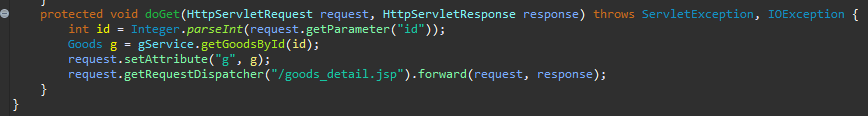 }
protected void doGet(HttpServletRequest request, HttpServletResponse response) throws ServletException, IOException {
int id = Integer.parseInt(request.getParameter("id"));
Goods g = gService.getGoodsById(id);
request.setAttribute("g", g);
request.getRequestDispatcher("/goods_detail.jsp").forward(request, response);
}
}